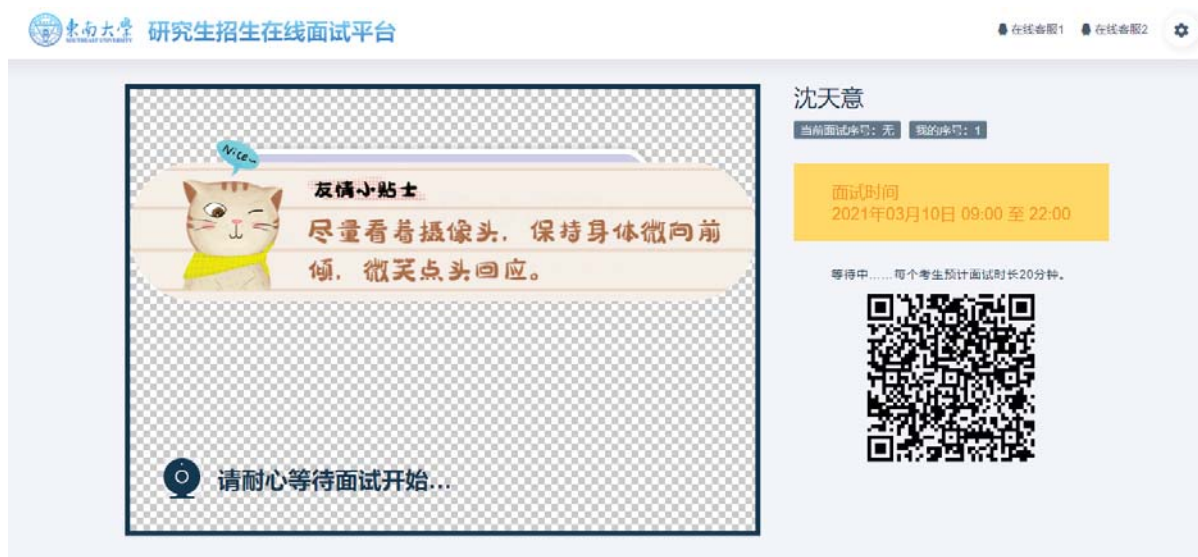 东南大学
SOUTHEAST UNIVERSITY
研究生招生在线面试平台
在线客服1 在线客服2
沈天意
当前面试序号：无 我的序号：1
Nice~
友情小贴士
尽量看着摄像头，保持身体微向前
倾，微笑点头回应。
面试时间
2021年03月10日 09:00 至 22:00
等待中……每个考生预计面试时长20分钟。
请耐心等待面试开始...